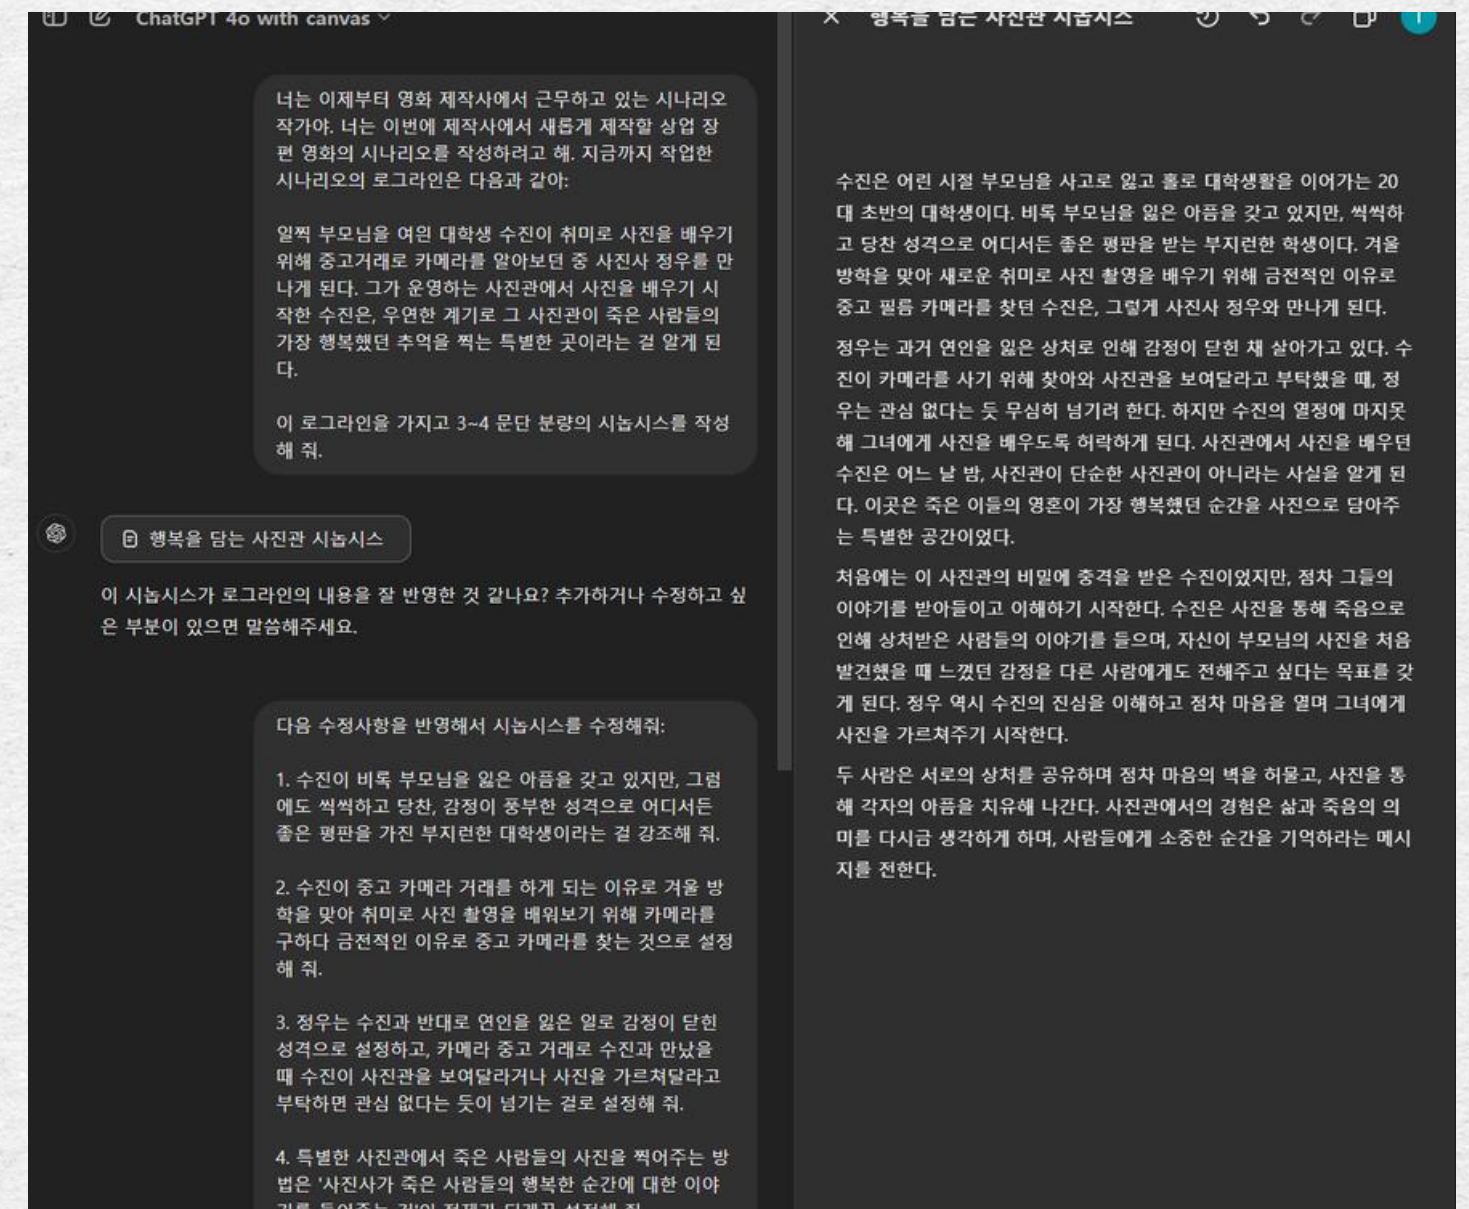 ChatGPT 4o with canvas
너는 이제부터 영화 제작사에서 근무하고 있는 시나리오
작가야. 너는 이번에 제작사에서 새롭게 제작할 상업 장
편 영화의 시나리오를 작성하려고 해. 지금까지 작업한
시나리오의 로그라인은 다음과 같아:
일찍 부모님을 여읜 대학생 수진이 취미로 사진을 배우기
위해 중고거래로 카메라를 알아보던 중 사진사 정우를 만
나게 된다. 그가 운영하는 사진관에서 사진을 배우기 시
작한 수진은, 우연한 계기로 그 사진관이 죽은 사람들의
가장 행복했던 추억을 찍는 특별한 곳이라는 걸 알게 된
다.
이 로그라인을 가지고 3~4 문단 분량의 시놉시스를 작성
해 줘.
행복을 담는 사진관 시놉시스
이 시놉시스가 로그라인의 내용을 잘 반영한 것 같나요? 추가하거나 수정하고 싶
은 부분이 있으면 말씀해주세요.
다음 수정사항을 반영해서 시놉시스를 수정해줘:
1. 수진이 비록 부모님을 잃은 아픔을 갖고 있지만, 그럼
에도 씩씩하고 당찬, 감정이 풍부한 성격으로 어디서든
좋은 평판을 가진 부지런한 대학생이라는 걸 강조해 줘.
2. 수진이 중고 카메라 거래를 하게 되는 이유로 겨울 방
학을 맞아 취미로 사진 촬영을 배워보기 위해 카메라를
구하다 금전적인 이유로 중고 카메라를 찾는 것으로 설정
해 줘.
3. 정우는 수진과 반대로 연인을 잃은 일로 감정이 닫힌
성격으로 설정하고, 카메라 중고 거래로 수진과 만났을
때 수진이 사진관을 보여달라거나 사진을 가르쳐달라고
부탁하면 관심 없다는 듯이 넘기는 걸로 설정해 줘.
4. 특별한 사진관에서 죽은 사람들의 사진을 찍어주는 방
법은 '사진사가 죽은 사람들의 행복한 순간에 대한 이야
행복을 담는 사진관 시놉시스
수진은 어린 시절 부모님을 사고로 잃고 홀로 대학생활을 이어가는 20
대 초반의 대학생이다. 비록 부모님을 잃은 아픔을 갖고 있지만, 씩씩하
고 당찬 성격으로 어디서든 좋은 평판을 받는 부지런한 학생이다. 겨울
방학을 맞아 새로운 취미로 사진 촬영을 배우기 위해 금전적인 이유로
중고 필름 카메라를 찾던 수진은, 그렇게 사진사 정우와 만나게 된다.
정우는 과거 연인을 잃은 상처로 인해 감정이 닫힌 채 살아가고 있다. 수
진이 카메라를 사기 위해 찾아와 사진관을 보여달라고 부탁했을 때, 정
우는 관심 없다는 듯 무심히 넘기려 한다. 하지만 수진의 열정에 마지못
해 그녀에게 사진을 배우도록 허락하게 된다. 사진관에서 사진을 배우던
수진은 어느 날 밤, 사진관이 단순한 사진관이 아니라는 사실을 알게 된
다. 이곳은 죽은 이들의 영혼이 가장 행복했던 순간을 사진으로 담아주
는 특별한 공간이었다.
처음에는 이 사진관의 비밀에 충격을 받은 수진이었지만, 점차 그들의
이야기를 받아들이고 이해하기 시작한다. 수진은 사진을 통해 죽음으로
인해 상처받은 사람들의 이야기를 들으며, 자신이 부모님의 사진을 처음
발견했을 때 느꼈던 감정을 다른 사람에게도 전해주고 싶다는 목표를 갖
게 된다. 정우 역시 수진의 진심을 이해하고 점차 마음을 열며 그녀에게
사진을 가르쳐주기 시작한다.
두 사람은 서로의 상처를 공유하며 점차 마음의 벽을 허물고, 사진을 통
해 각자의 아픔을 치유해 나간다. 사진관에서의 경험은 삶과 죽음의 의
미를 다시금 생각하게 하며, 사람들에게 소중한 순간을 기억하라는 메시
지를 전한다.